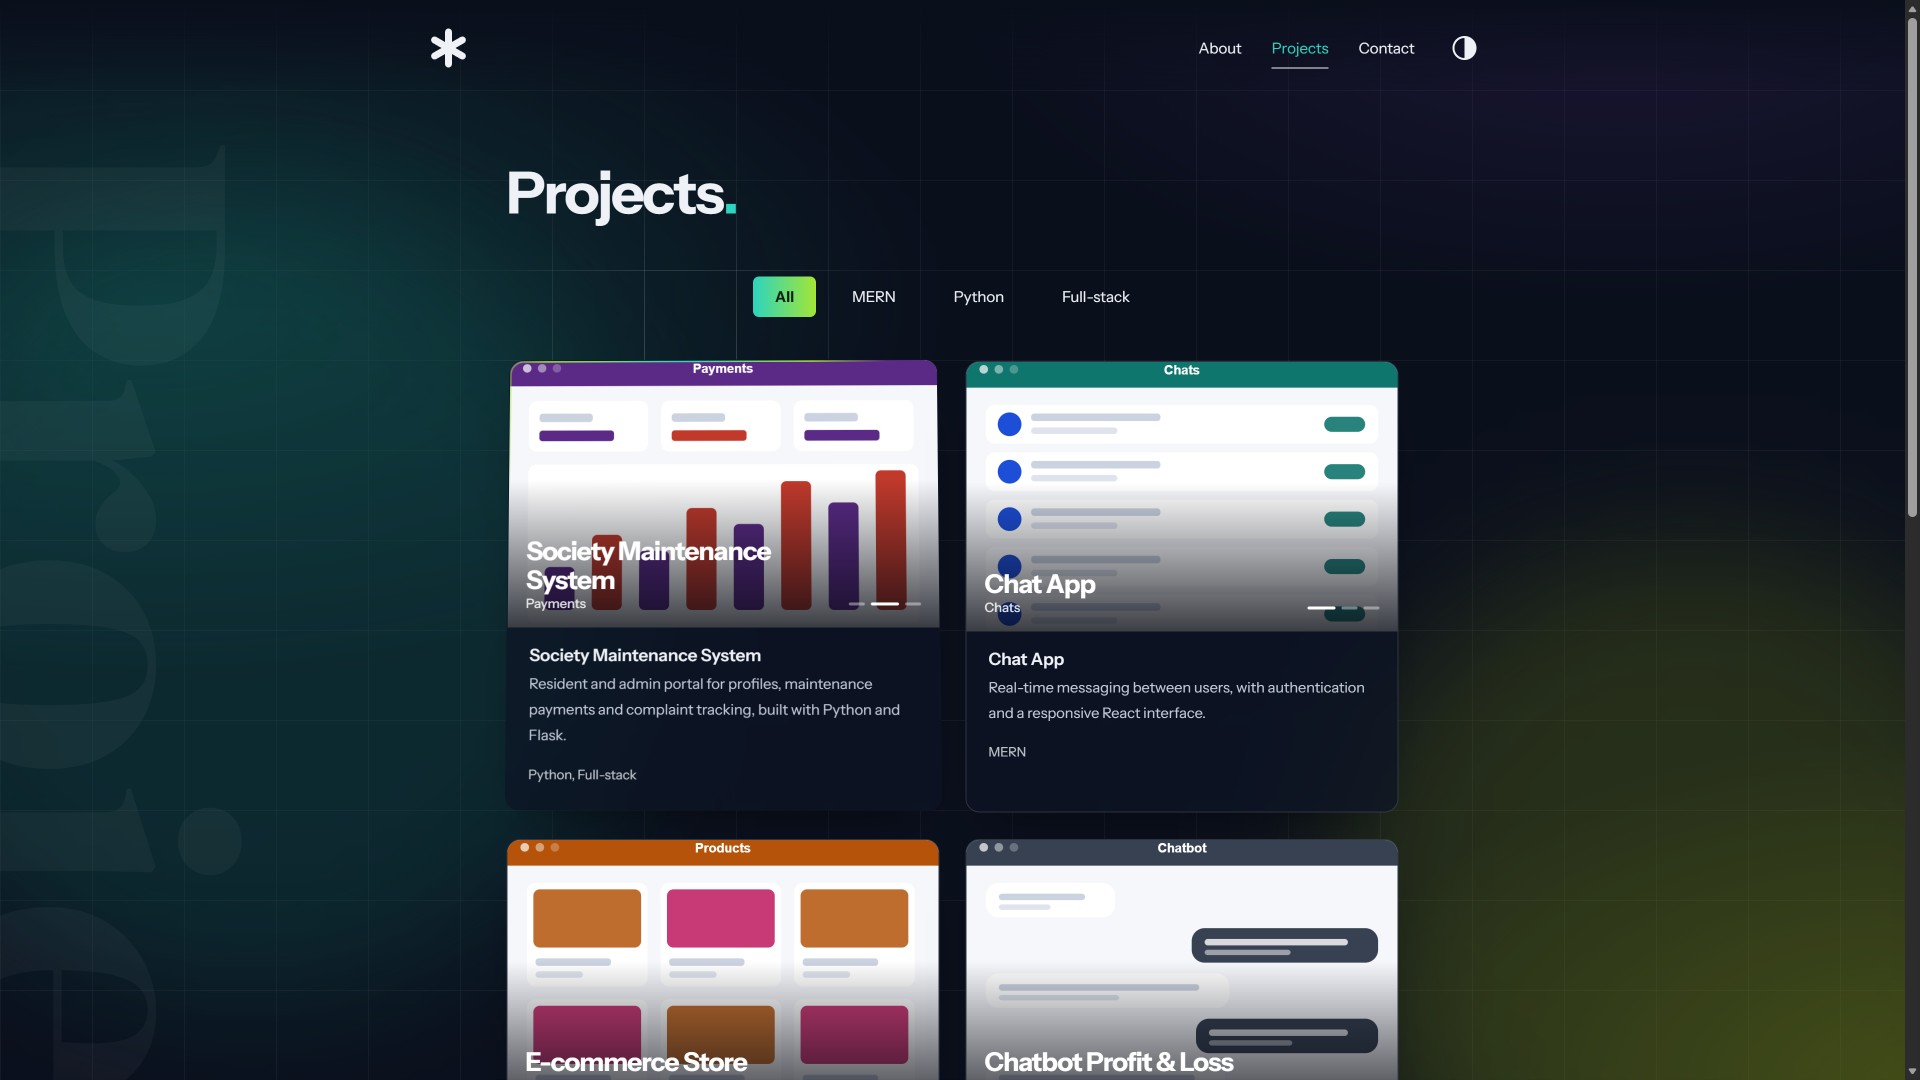 About Projects Contact
Projects.
All MERN Python Full-stack
Payments
Society Maintenance
System
Payments
Society Maintenance System
Resident and admin portal for profiles, maintenance
payments and complaint tracking, built with Python and
Flask.
Python, Full-stack
Chats
Chat App
Chats
Chat App
Real-time messaging between users, with authentication
and a responsive React interface.
MERN
Products
E-commerce Store
Chatbot
Chatbot Profit & Loss
Proje